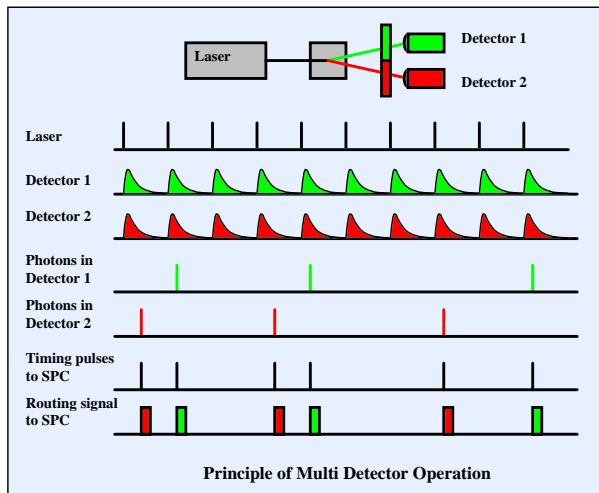 Laser
Detector 1
Detector 2
Laser
Detector 1
Detector 2
Photons in
Detector 1
Photons in
Detector 2
Timing pulses
to SPC
Routing signal
to SPC
Principle of Multi Detector Operation